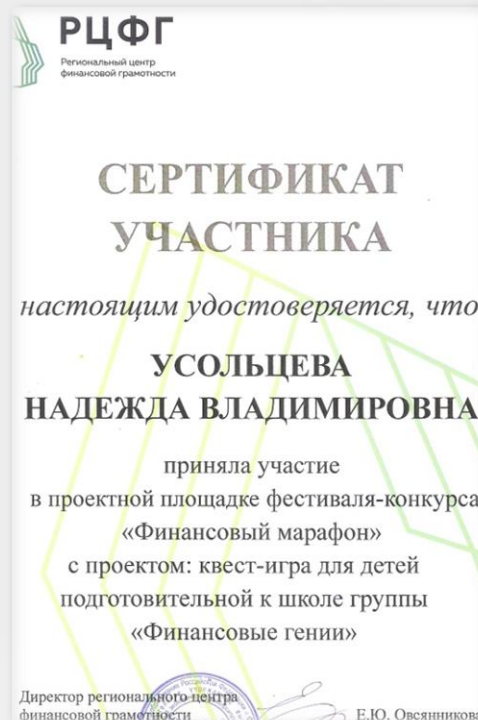 РЦФГ
Региональный центр
финансовой грамотности
СЕРТИФИКАТ
УЧАСТНИКА
настоящим удостоверяется, что
УСОЛЬЦЕВА
НАДЕЖДА ВЛАДИМИРОВНА
приняла участие
в проектной площадке фестиваля-конкурса
«Финансовый марафон»
с проектом: квест-игра для детей
подготовительной к школе группы
«Финансовые гении»
Директор регионального центра
финансовой грамотности
Е.Ю. Овсянникова